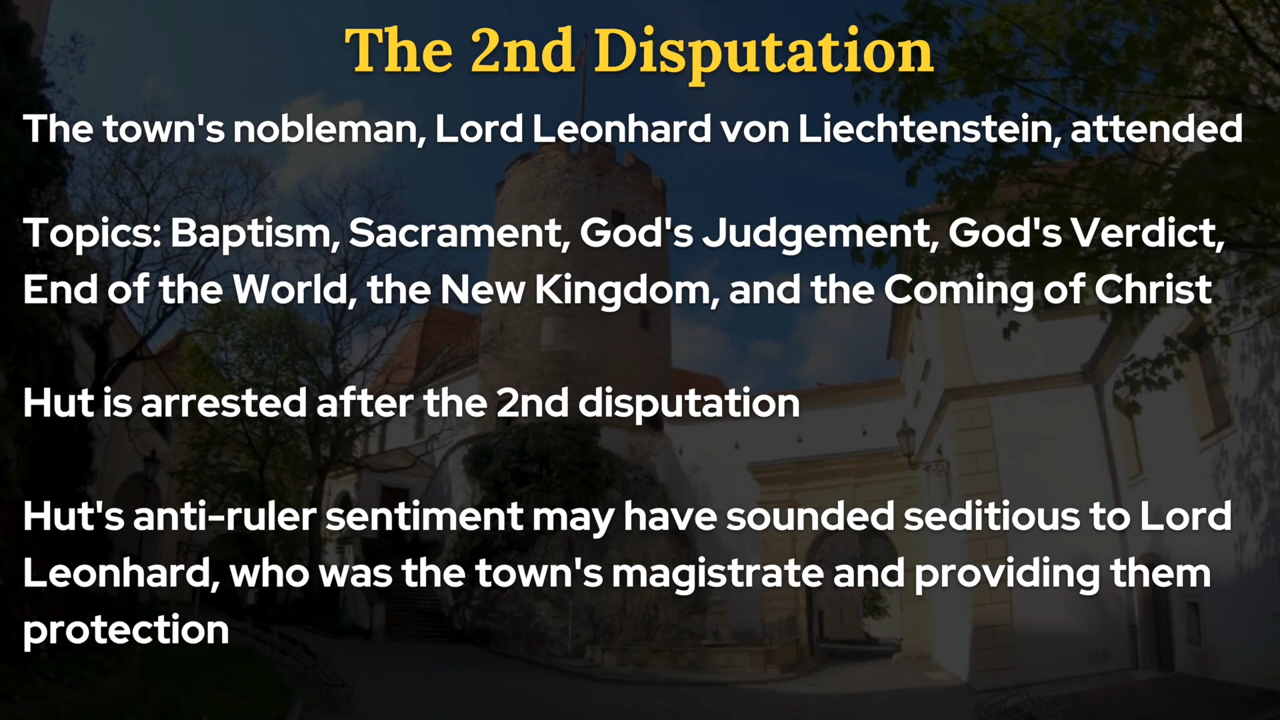 The 2nd Disputation
The town's nobleman, Lord Leonhard von Liechtenstein, attended
Topics: Baptism, Sacrament, God's Judgement, God's Verdict,
End of the World, the New Kingdom, and the Coming of Christ
Hut is arrested after the 2nd disputation
Hut's anti-ruler sentiment may have sounded seditious to Lord
Leonhard, who was the town's magistrate and providing them
protection